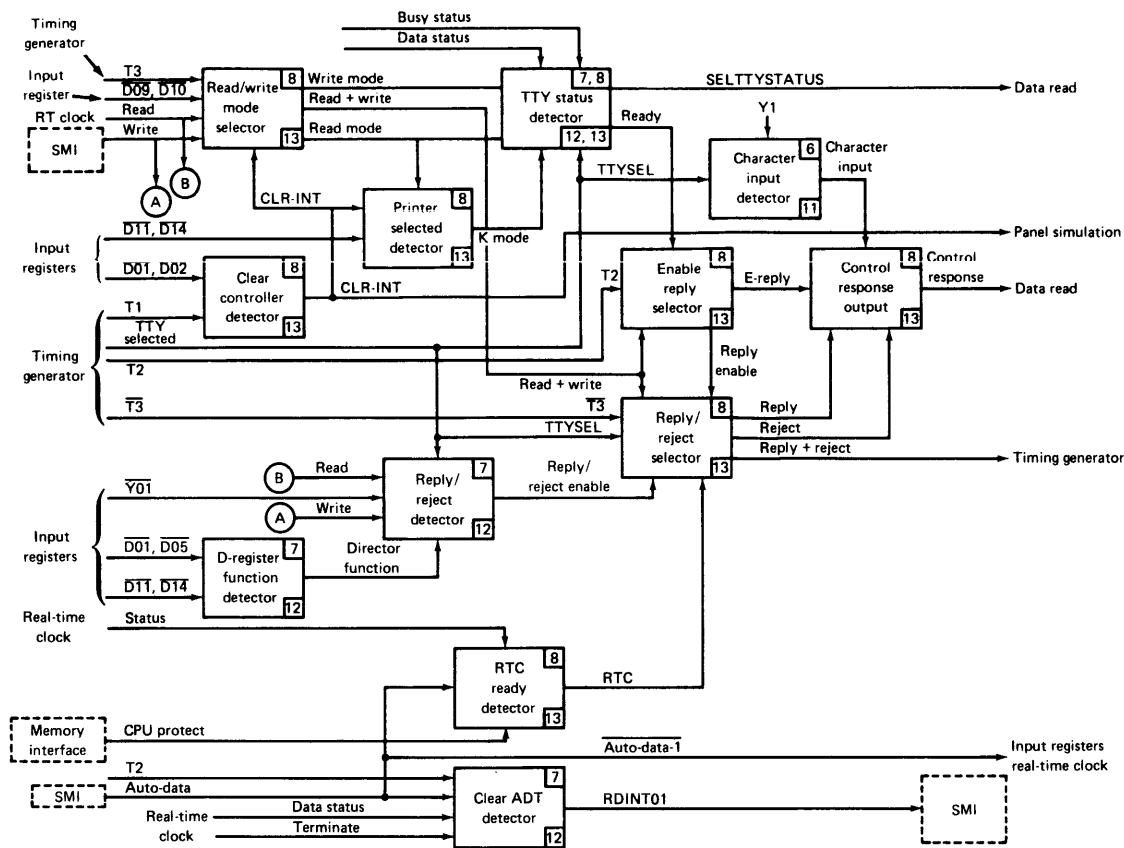 Busy status
Data status
Timing
generator
T3
Input
register
D09, D10
RT clock
Read
Write
SMI
A
B
Read/write
mode
selector
8
13
Write mode
Read + write
Read mode
TTY status
detector
7, 8
12, 13
SELTTYSTATUS
Data read
Ready
Y1
TTYSEL
Character
input
detector
6
11
Character
input
CLR-INT
Printer
selected
detector
8
13
K mode
Input
registers
D11, D14
D01, D02
Clear
controller
detector
8
13
CLR-INT
Panel simulation
T2
Enable
reply
selector
8
13
E-reply
Control
response
output
8
13
Control
response
Data read
Timing
generator
T1
TTY
selected
T2
T3
Read + write
Reply
enable
T3
TTYSEL
Reply/
reject
selector
8
13
Reply
Reject
Reply + reject
Timing generator
Input
registers
Y01
D01, D05
D11, D14
B
Read
A
Write
Reply/
reject
detector
7
12
Reply/
reject enable
D-register
function
detector
7
12
Director
function
Real-time
clock
Status
RTC
ready
detector
8
13
RTC
Memory
interface
CPU protect
Auto-data-1
Input registers
real-time clock
T2
SMI
Auto-data
Real-time
clock
Data status
Terminate
Clear ADT
detector
7
12
RDINT01
SMI